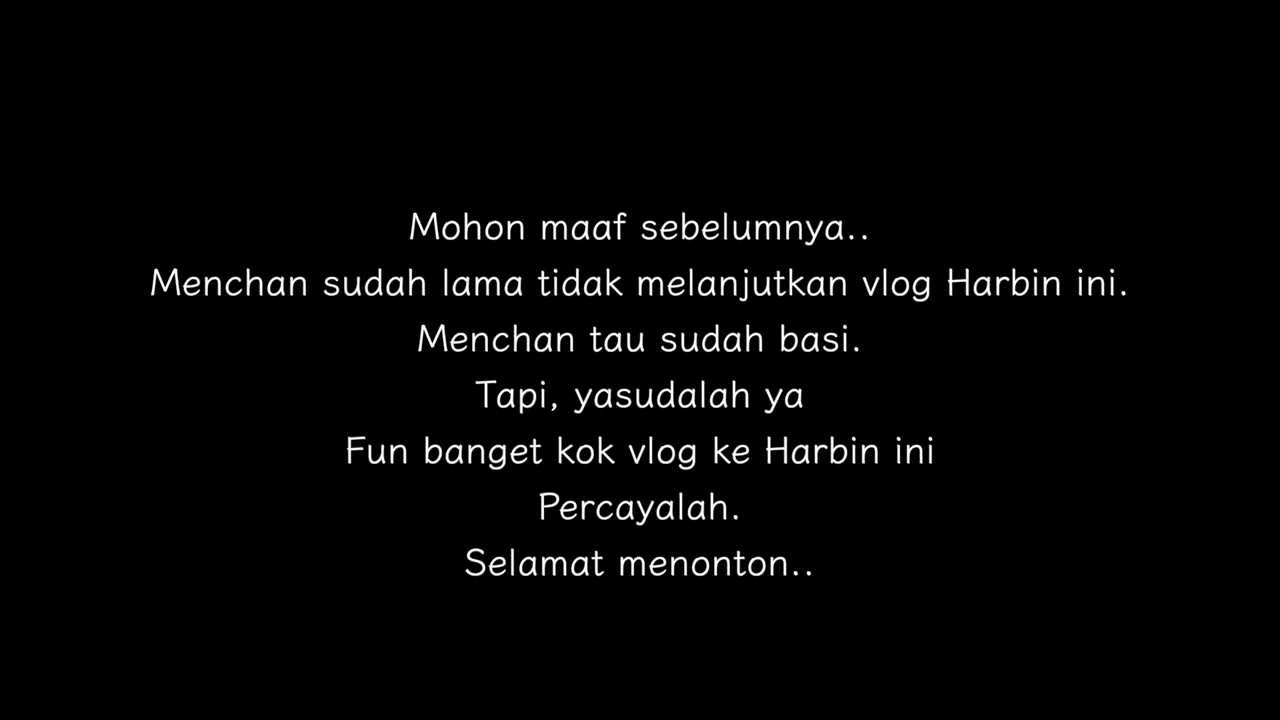 Mohon maaf sebelumnya..
Menchan sudah lama tidak melanjutkan vlog Harbin ini.
Menchan tau sudah basi.
Tapi, yasudalah ya
Fun banget kok vlog ke Harbin ini
Percayalah.
Selamat menonton..